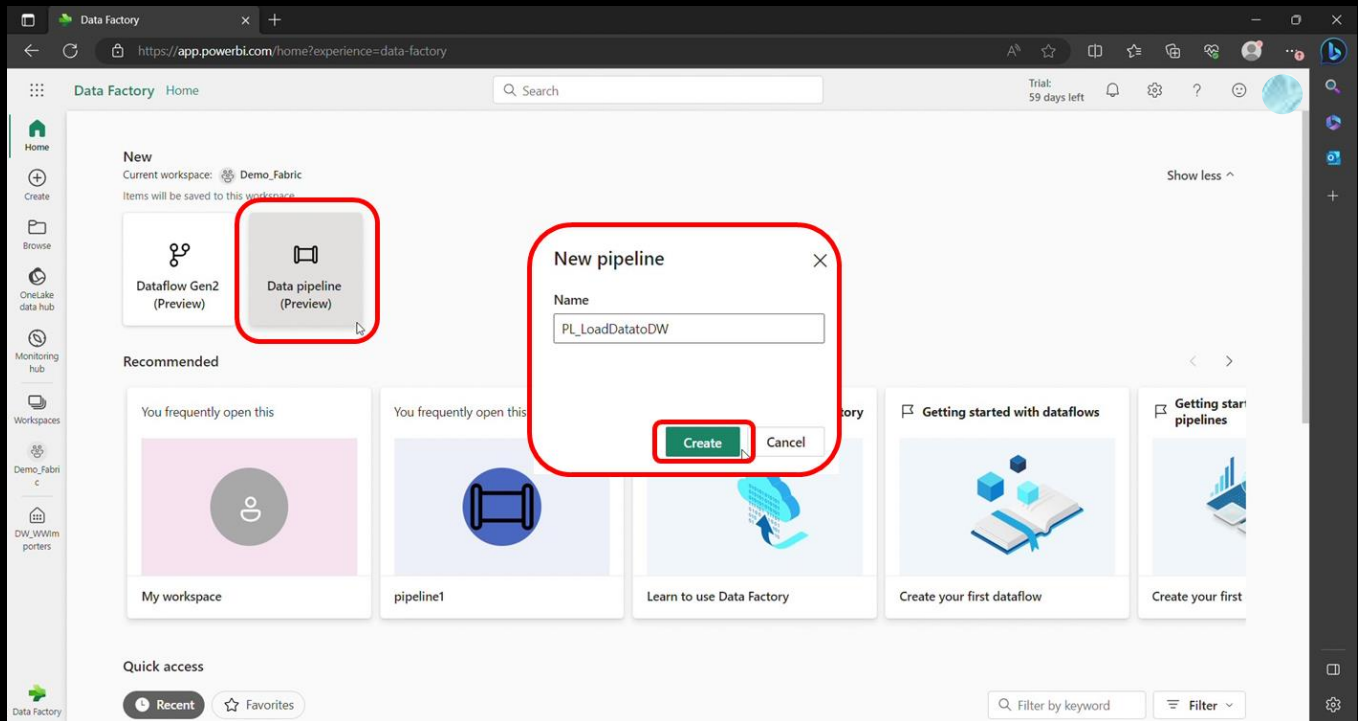 Data Factory
https://app.powerbi.com/home?experience=data-factory
Data Factory Home
Search
Trial:
59 days left
Home
Create
Browse
OneLake
data hub
Monitoring
hub
Workspaces
Demo_Fabri
c
DW_WWIm
porters
Data Factory
New
Current workspace: Demo_Fabric
Items will be saved to this workspace
Show less
Dataflow Gen2
(Preview)
Data pipeline
(Preview)
New pipeline
Name
PL_LoadDatatoDW
Create
Cancel
Recommended
You frequently open this
My workspace
You frequently open this
pipeline1
tory
Learn to use Data Factory
Getting started with dataflows
Create your first dataflow
Getting start
pipelines
Create your first
Quick access
Recent
Favorites
Filter by keyword
Filter